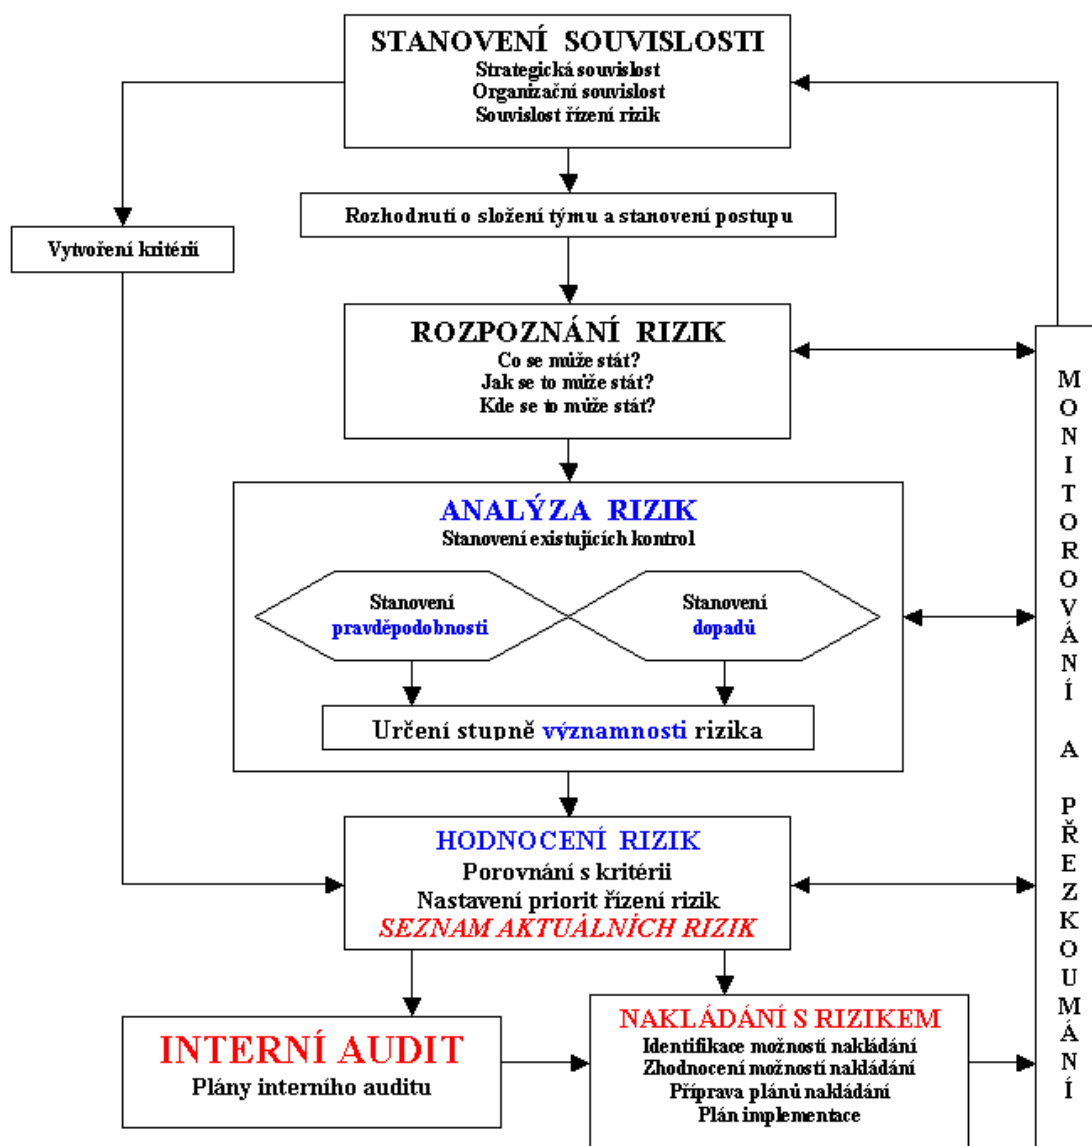 STANOVENÍ SOUVISLOSTI
Strategická souvislost
Organizační souvislost
Souvislost řízení rizik
Rozhodnutí o složení týmu a stanovení postupu
Vytvoření kritérií
ROZPOZNÁNÍ RIZIK
Co se může stát?
Jak se to může stát?
Kde se to může stát?
ANALÝZA RIZIK
Stanovení existujících kontrol
Stanovení
pravděpodobnosti
Stanovení
dopadů
Určení stupně významnosti rizika
HODNOCENÍ RIZIK
Porovnání s kritérii
Nastavení priorit řízení rizik
SEZNAM AKTUÁLNÍCH RIZIK
INTERNÍ AUDIT
Plány interního auditu
NAKLÁDÁNÍ S RIZIKEM
Identifikace možností nakládání
Zhodnocení možností nakládání
Příprava plánů nakládání
Plán implementace
MONITOROVÁNÍ A PŘEZKOUMÁNÍ